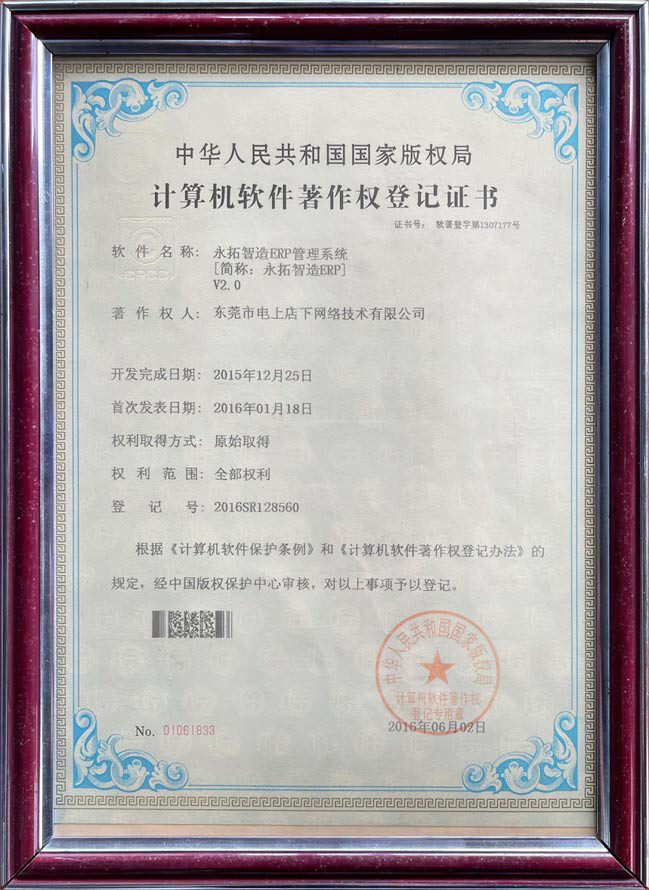 中华人民共和国国家版权局
计算机软件著作权登记证书
证书号： 软著登字第1307177号
软件名称： 永拓智造ERP管理系统
[简称：永拓智造ERP]
V2.0
著作权人： 东莞市电上店下网络技术有限公司
开发完成日期： 2015年12月25日
首次发表日期： 2016年01月18日
权利取得方式： 原始取得
权利范围： 全部权利
登记号： 2016SR128560
根据《计算机软件保护条例》和《计算机软件著作权登记办法》的
规定，经中国版权保护中心审核，对以上事项予以登记。
中华人民共和国国家版权局
计算机软件著作权
登记专用章
2016年06月02日
No. 01061833
CPCC